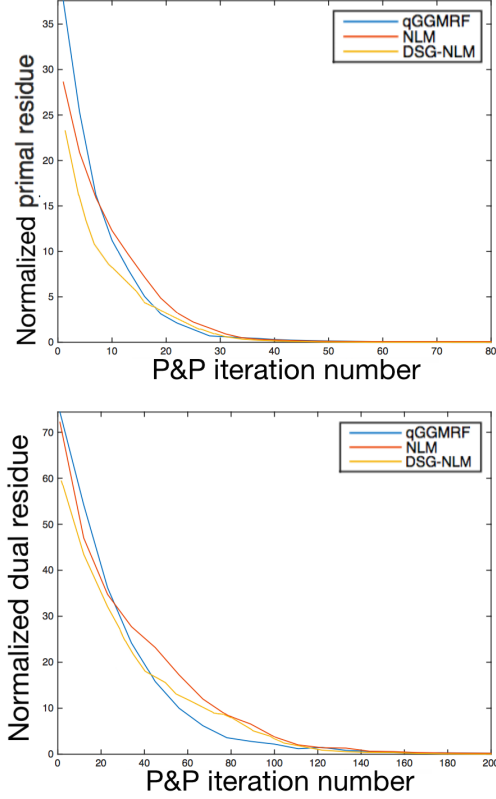 Normalized primal residue
35
30
25
20
15
10
5
0
qGGMRF
NLM
DSG-NLM
0 10 20 30 40 50 60 70 80
P&P iteration number
Normalized dual residue
70
60
50
40
30
20
10
0
qGGMRF
NLM
DSG-NLM
0 20 40 60 80 100 120 140 160 180 200
P&P iteration number